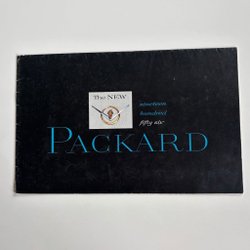 The NEW
nineteen
hundred
fifty six
PACKARD